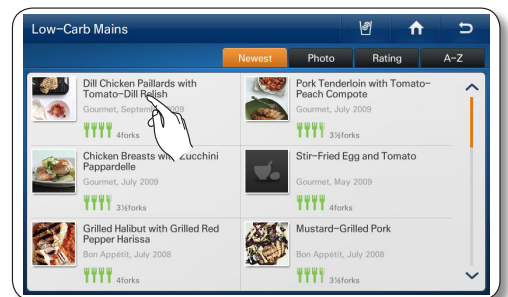 Low-Carb Mains
Newest
Photo
Rating
A-Z
Dill Chicken Paillards with
Tomato-Dill Relish
Gourmet, September 2009
4forks
Pork Tenderloin with Tomato-
Peach Compote
Gourmet, July 2009
3½forks
Chicken Breasts with Zucchini
Pappardelle
Gourmet, July 2009
3½forks
Stir-Fried Egg and Tomato
Gourmet, May 2009
4forks
Grilled Halibut with Grilled Red
Pepper Harissa
Bon Appétit, July 2008
4forks
Mustard-Grilled Pork
Bon Appétit, July 2008
3½forks